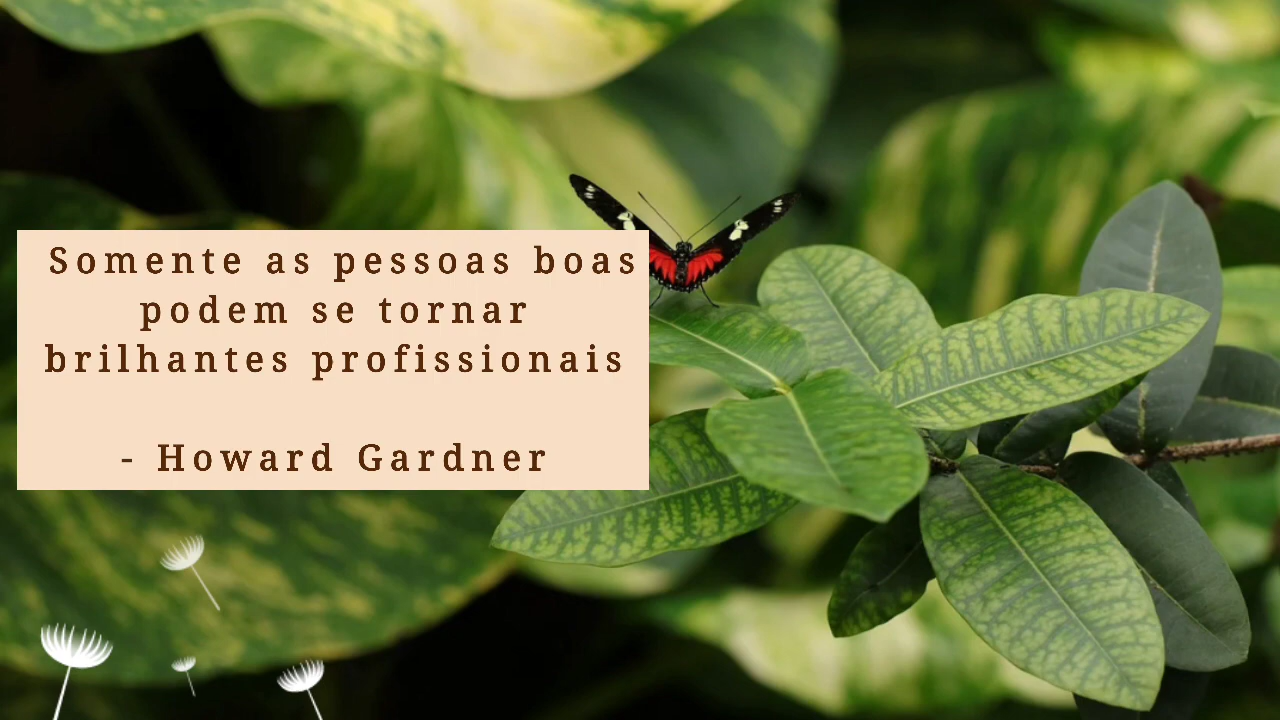 Somente as pessoas boas
podem se tornar
brilhantes profissionais
- Howard Gardner